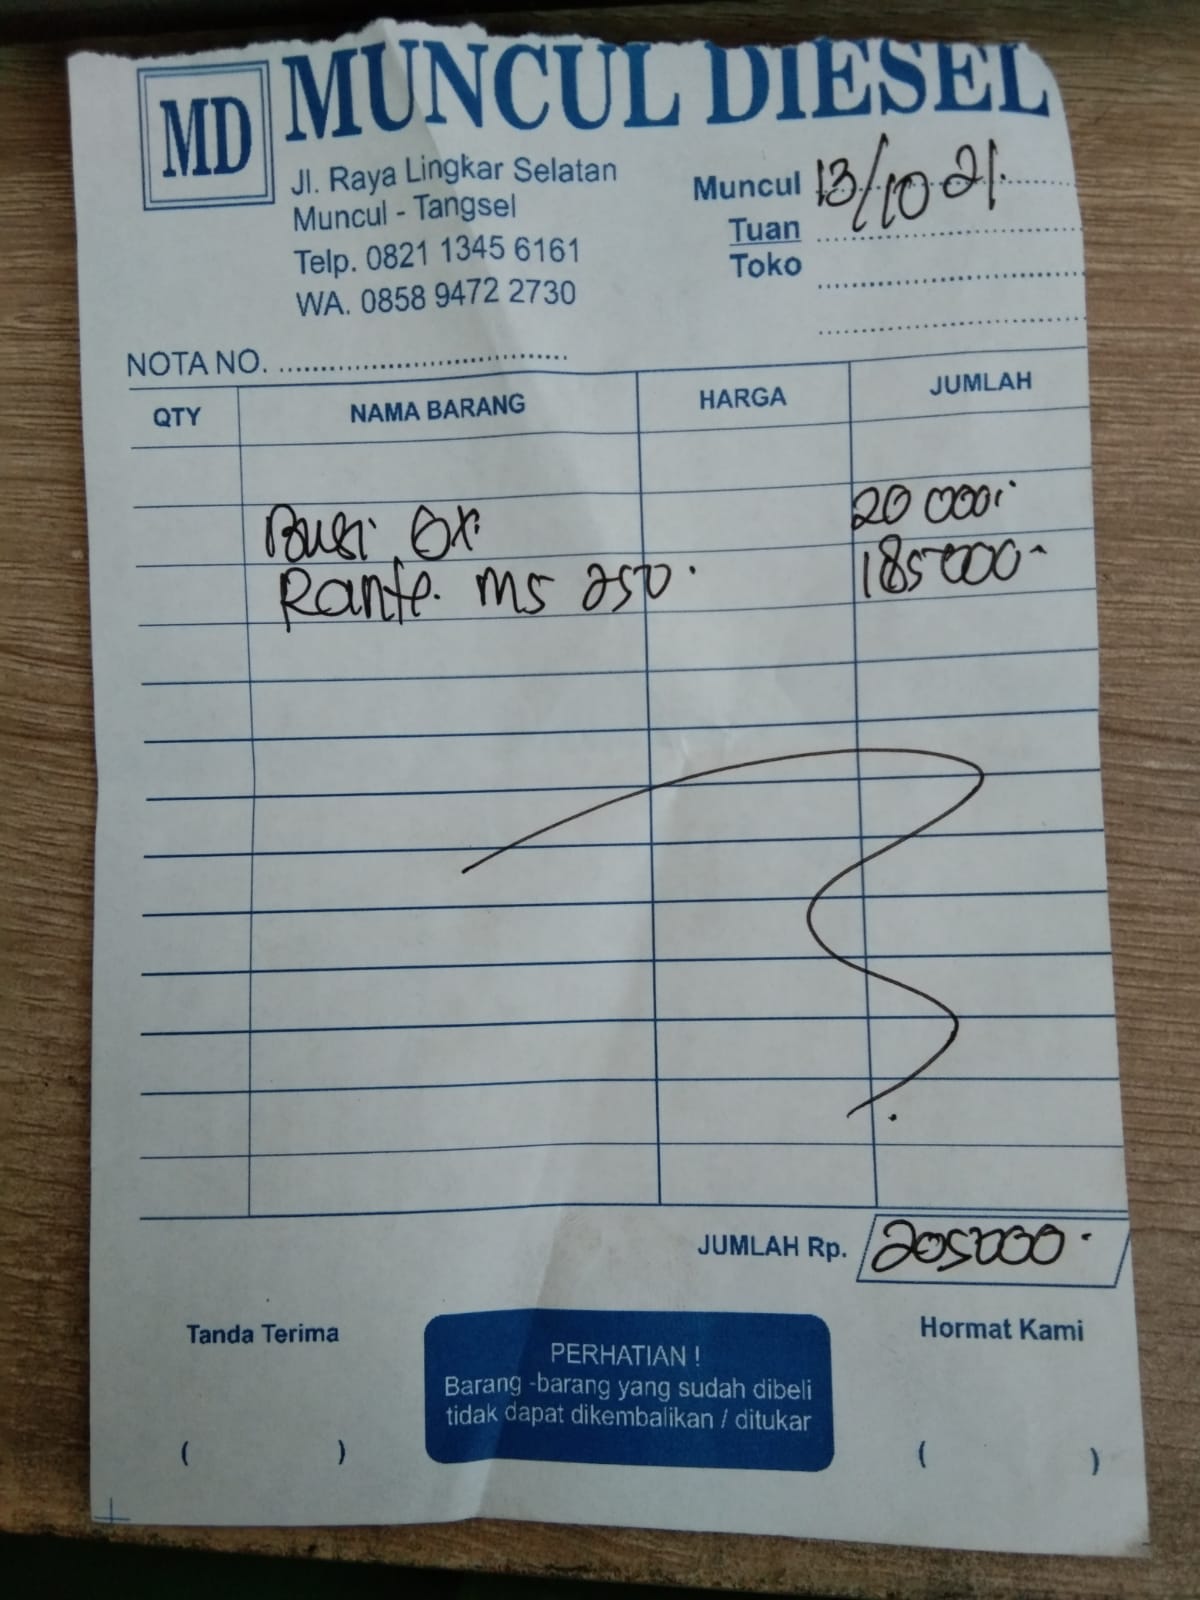 MD MUNCUL DIESEL
Jl. Raya Lingkar Selatan
Muncul - Tangsel
Telp. 0821 1345 6161
WA. 0858 9472 2730
Muncul 13/10 21.
Tuan
Toko
NOTA NO.
QTY NAMA BARANG HARGA JUMLAH
Busi 20 000
Rante. MS 250. 185000-
JUMLAH Rp. 205000.
Tanda Terima
Hormat Kami
PERHATIAN !
Barang -barang yang sudah dibeli
tidak dapat dikembalikan / ditukar
( )
( )